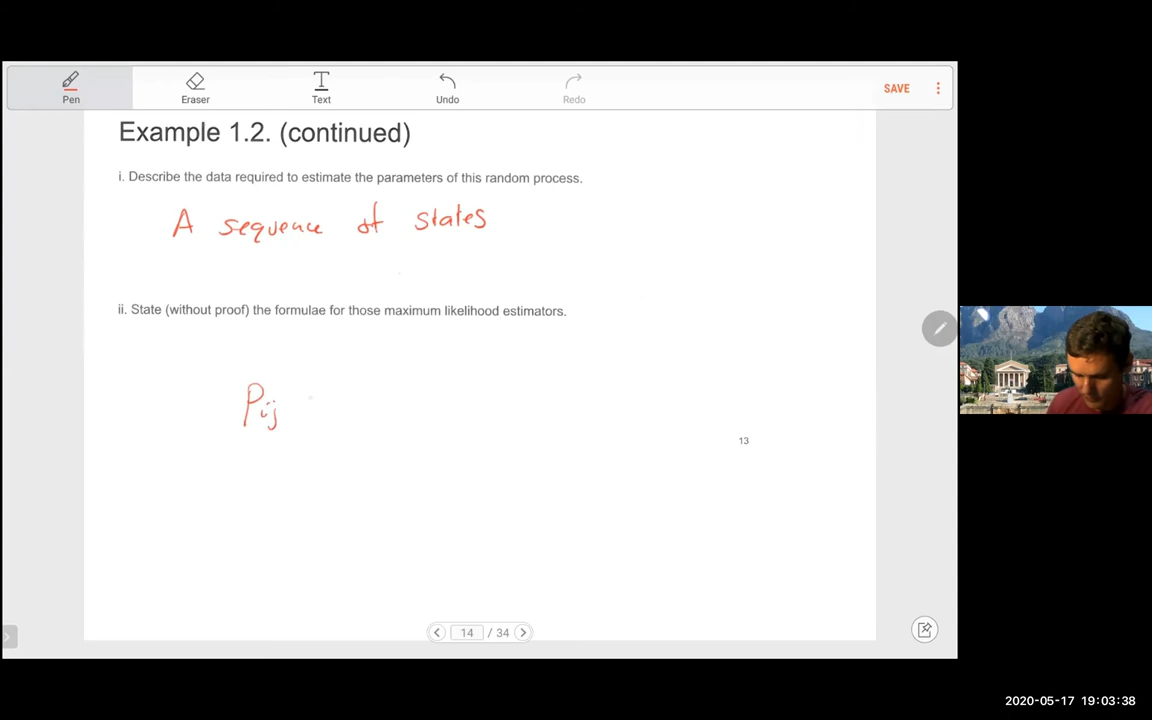 Pen
Eraser
Text
Undo
Redo
SAVE
Example 1.2. (continued)
i. Describe the data required to estimate the parameters of this random process.
A sequence of states
ii. State (without proof) the formulae for those maximum likelihood estimators.
Pij
13
14 / 34
2020-05-17 19:03:38